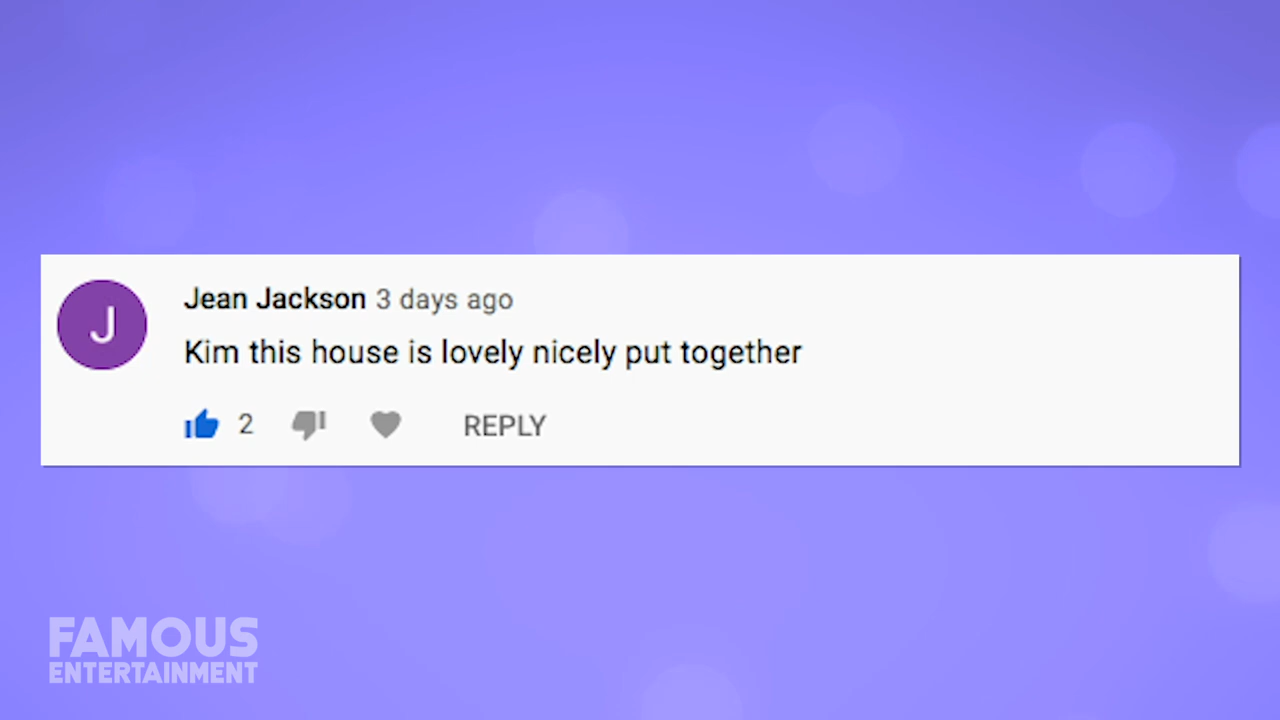 J
Jean Jackson 3 days ago
Kim this house is lovely nicely put together
2 REPLY
FAMOUS
ENTERTAINMENT